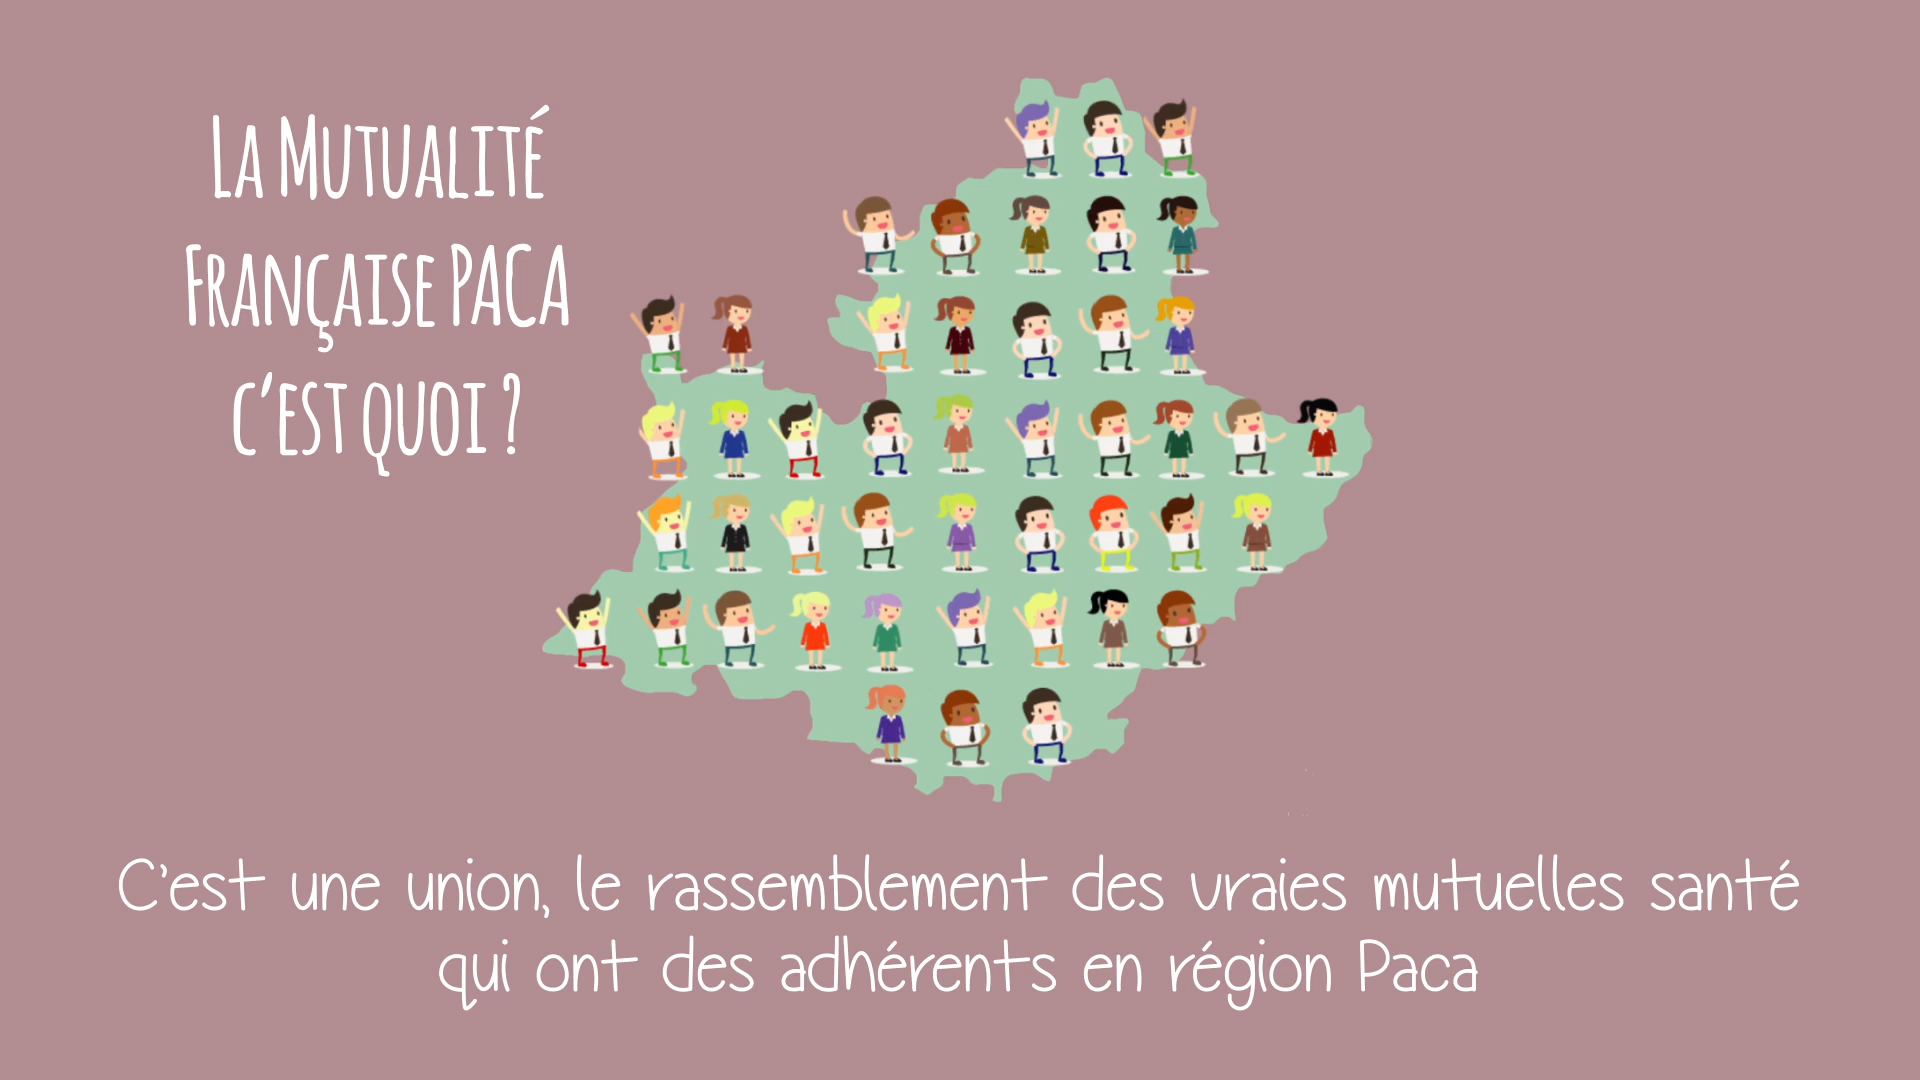 La Mutualité
Française PACA
c'est quoi ?
C'est une union, le rassemblement des vraies mutuelles santé
qui ont des adhérents en région Paca